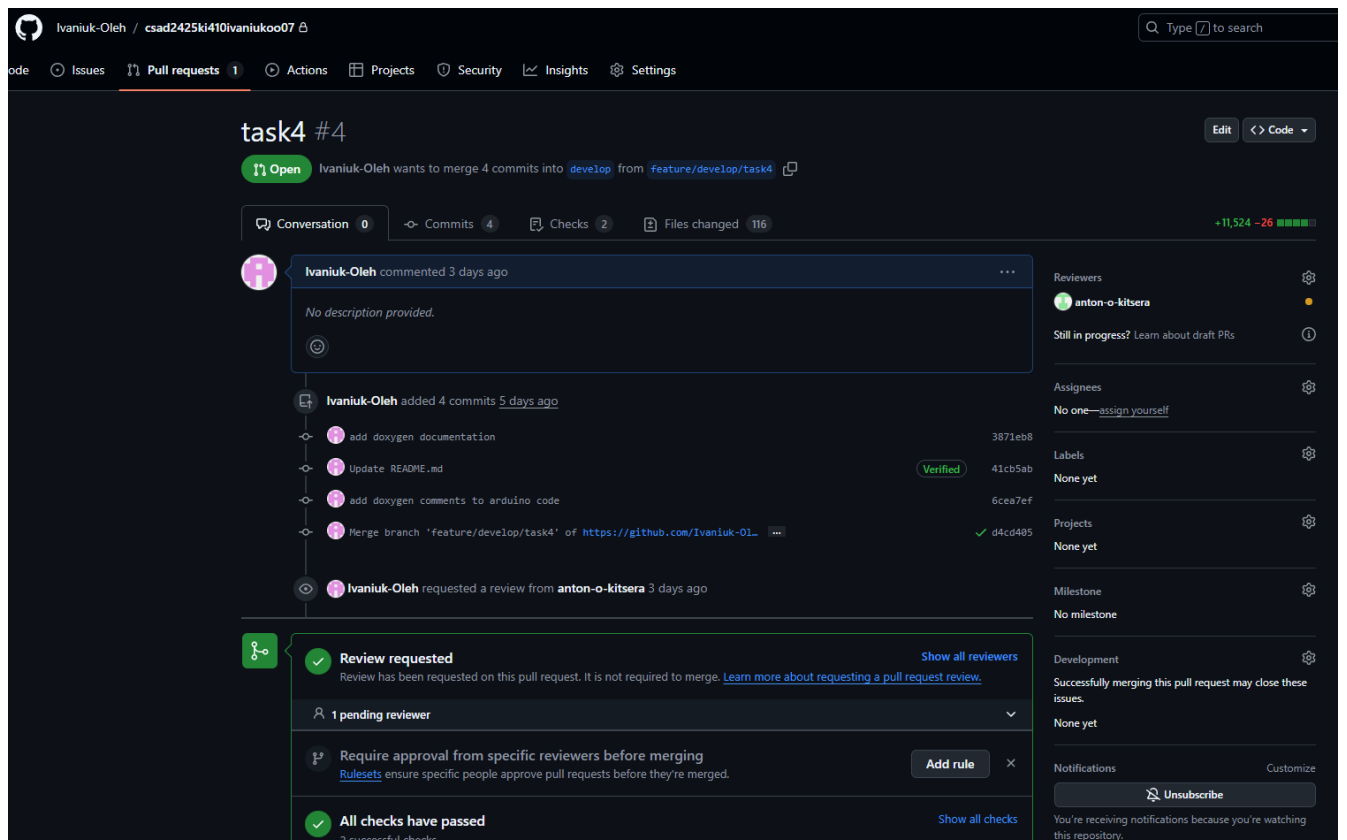 Ivaniuk-Oleh / csad2425ki410ivaniukoo07
Type / to search
ode Issues Pull requests 1 Actions Projects Security Insights Settings
task4 #4
Edit <> Code
Open Ivaniuk-Oleh wants to merge 4 commits into develop from feature/develop/task4
Conversation 0 Commits 4 Checks 2 Files changed 116
+11,524 −26
Ivaniuk-Oleh commented 3 days ago
No description provided.
Ivaniuk-Oleh added 4 commits 5 days ago
add doxygen documentation 3871eb8
Update README.md Verified 41cb5ab
add doxygen comments to arduino code 6cea7ef
Merge branch 'feature/develop/task4' of https://github.com/Ivaniuk-Ol… … d4cd405
Ivaniuk-Oleh requested a review from anton-o-kitsera 3 days ago
Review requested Show all reviewers
Review has been requested on this pull request. It is not required to merge. Learn more about requesting a pull request review.
1 pending reviewer
Require approval from specific reviewers before merging
Rulesets ensure specific people approve pull requests before they're merged.
Add rule
All checks have passed Show all checks
2 successful checks
Reviewers
anton-o-kitsera
Still in progress? Learn about draft PRs
Assignees
No one—assign yourself
Labels
None yet
Projects
None yet
Milestone
No milestone
Development
Successfully merging this pull request may close these
issues.
None yet
Notifications Customize
Unsubscribe
You're receiving notifications because you're watching
this repository.